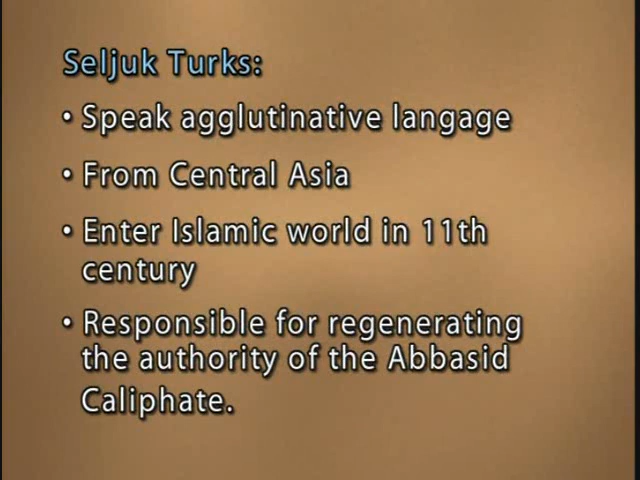 Seljuk Turks:
• Speak agglutinative langage
• From Central Asia
• Enter Islamic world in 11th
century
• Responsible for regenerating
the authority of the Abbasid
Caliphate.